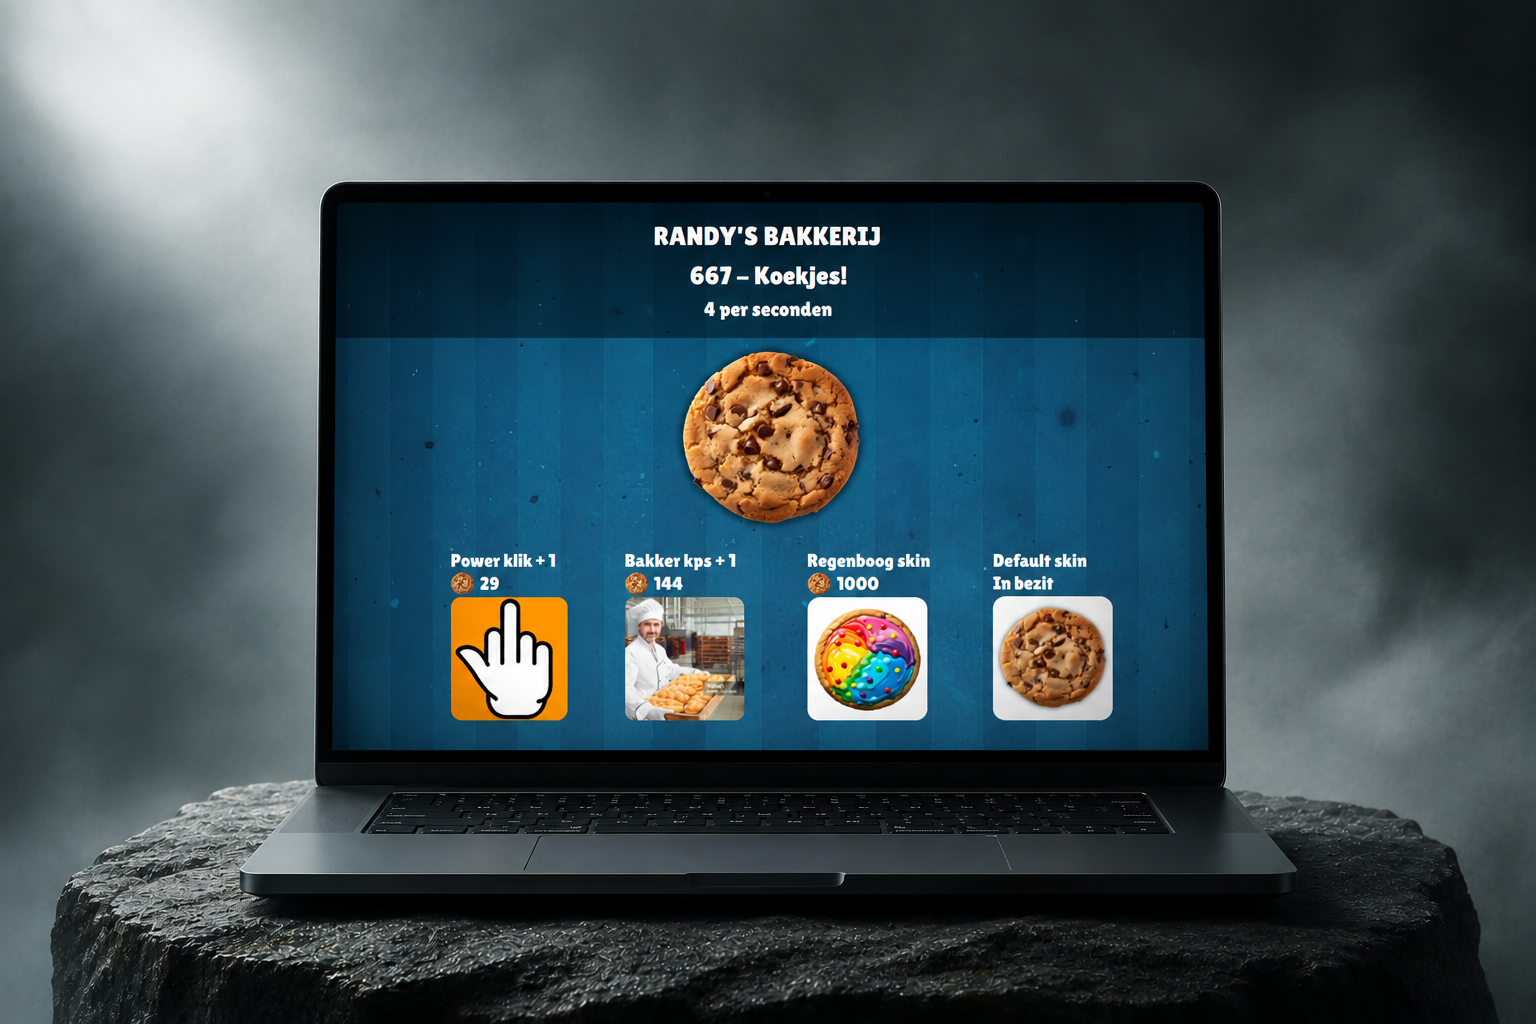 RANDY'S BAKKERIJ
667 – Koekjes!
4 per seconden
Power klik + 1
29
Bakker kps + 1
144
Regenboog skin
1000
Default skin
In bezit